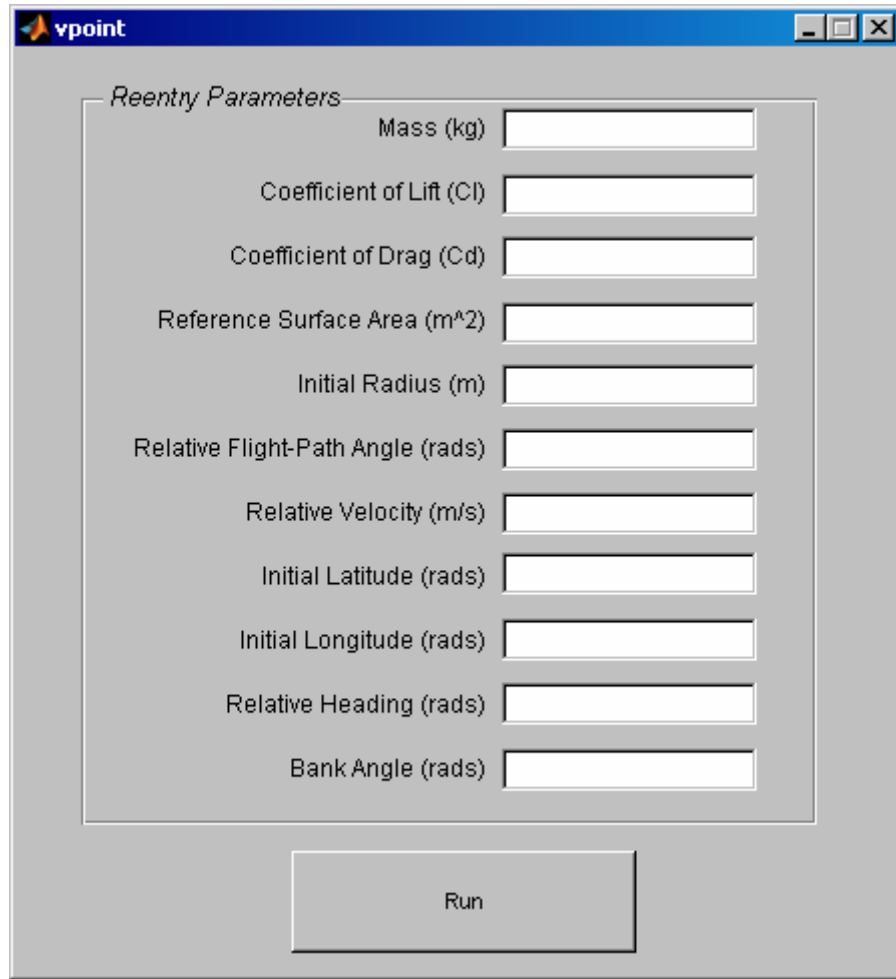 vpoint
Reentry Parameters
Mass (kg)
Coefficient of Lift (Cl)
Coefficient of Drag (Cd)
Reference Surface Area (m^2)
Initial Radius (m)
Relative Flight-Path Angle (rads)
Relative Velocity (m/s)
Initial Latitude (rads)
Initial Longitude (rads)
Relative Heading (rads)
Bank Angle (rads)
Run